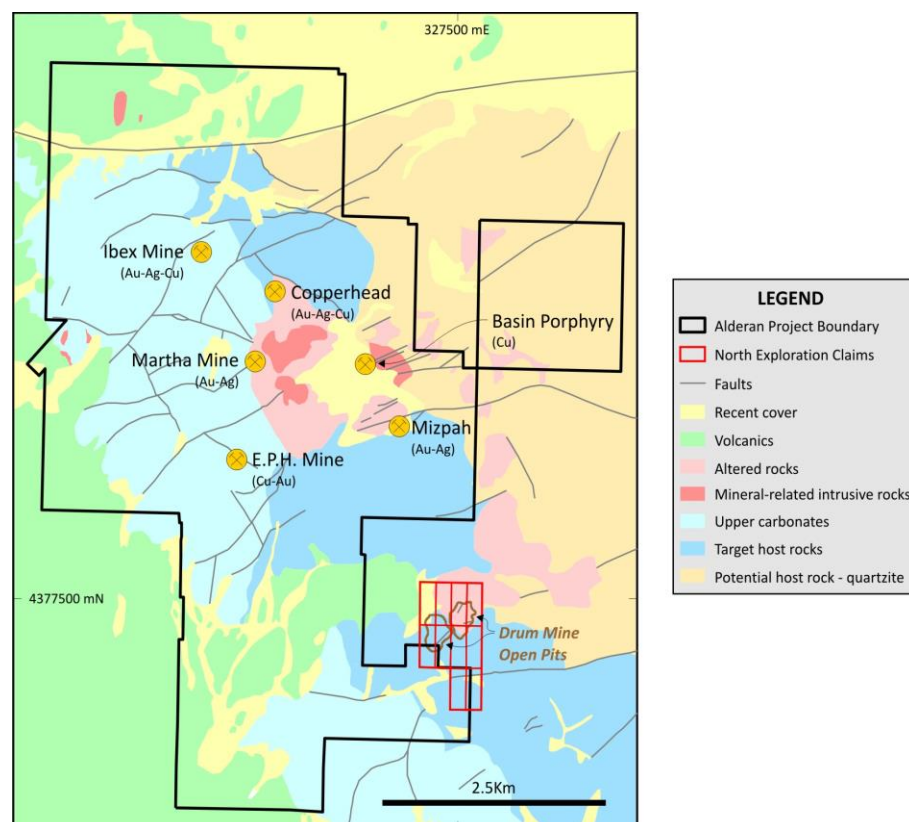 327500 mE
Ibex Mine
(Au-Ag-Cu)
Copperhead
(Au-Ag-Cu)
Basin Porphyry
(Cu)
Martha Mine
(Au-Ag)
Mizpah
(Au-Ag)
E.P.H. Mine
(Cu-Au)
4377500 mN
Drum Mine
Open Pits
2.5Km
LEGEND
Alderan Project Boundary
North Exploration Claims
Faults
Recent cover
Volcanics
Altered rocks
Mineral-related intrusive rocks
Upper carbonates
Target host rocks
Potential host rock - quartzite